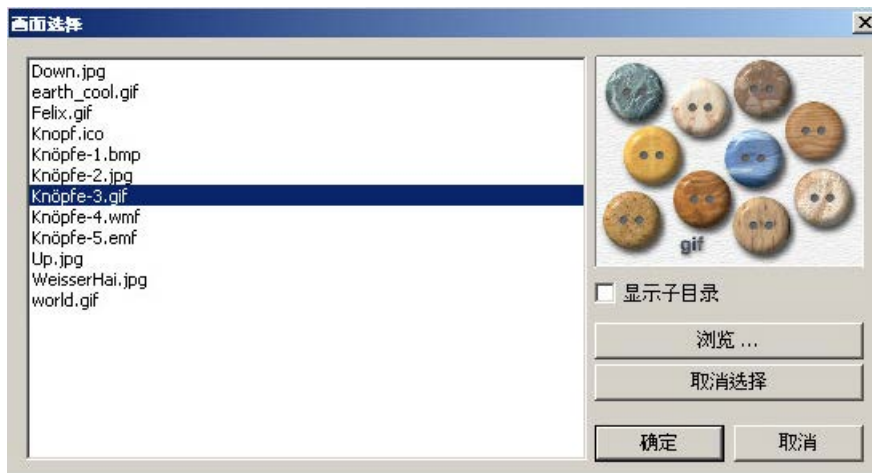 画面选择
Down.jpg
earth_cool.gif
Felix.gif
Knopf.ico
Knöpfe-1.bmp
Knöpfe-2.jpg
Knöpfe-3.gif
Knöpfe-4.wmf
Knöpfe-5.emf
Up.jpg
WeisserHai.jpg
world.gif
gif
显示子目录
浏览 ...
取消选择
确定
取消